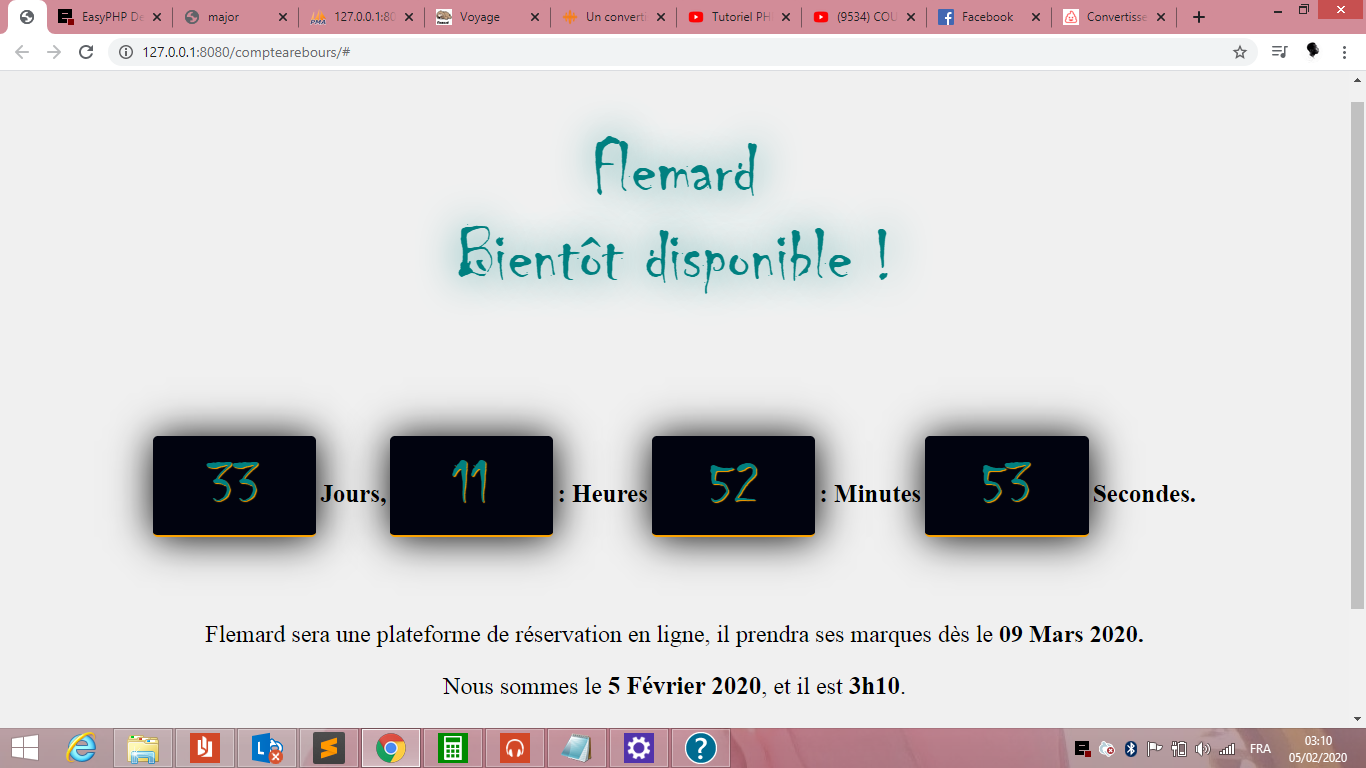 EasyPHP De
major
127.0.0.1:80
Voyage
Un converti
Tutoriel PH
(9534) COU
Facebook
Convertisse
127.0.0.1:8080/comptearebours/#
Flemard
Bientôt disponible !
33 Jours, 11 : Heures 52 : Minutes 53 Secondes.
Flemard sera une plateforme de réservation en ligne, il prendra ses marques dès le 09 Mars 2020.
Nous sommes le 5 Février 2020, et il est 3h10.
FRA
03:10
05/02/2020